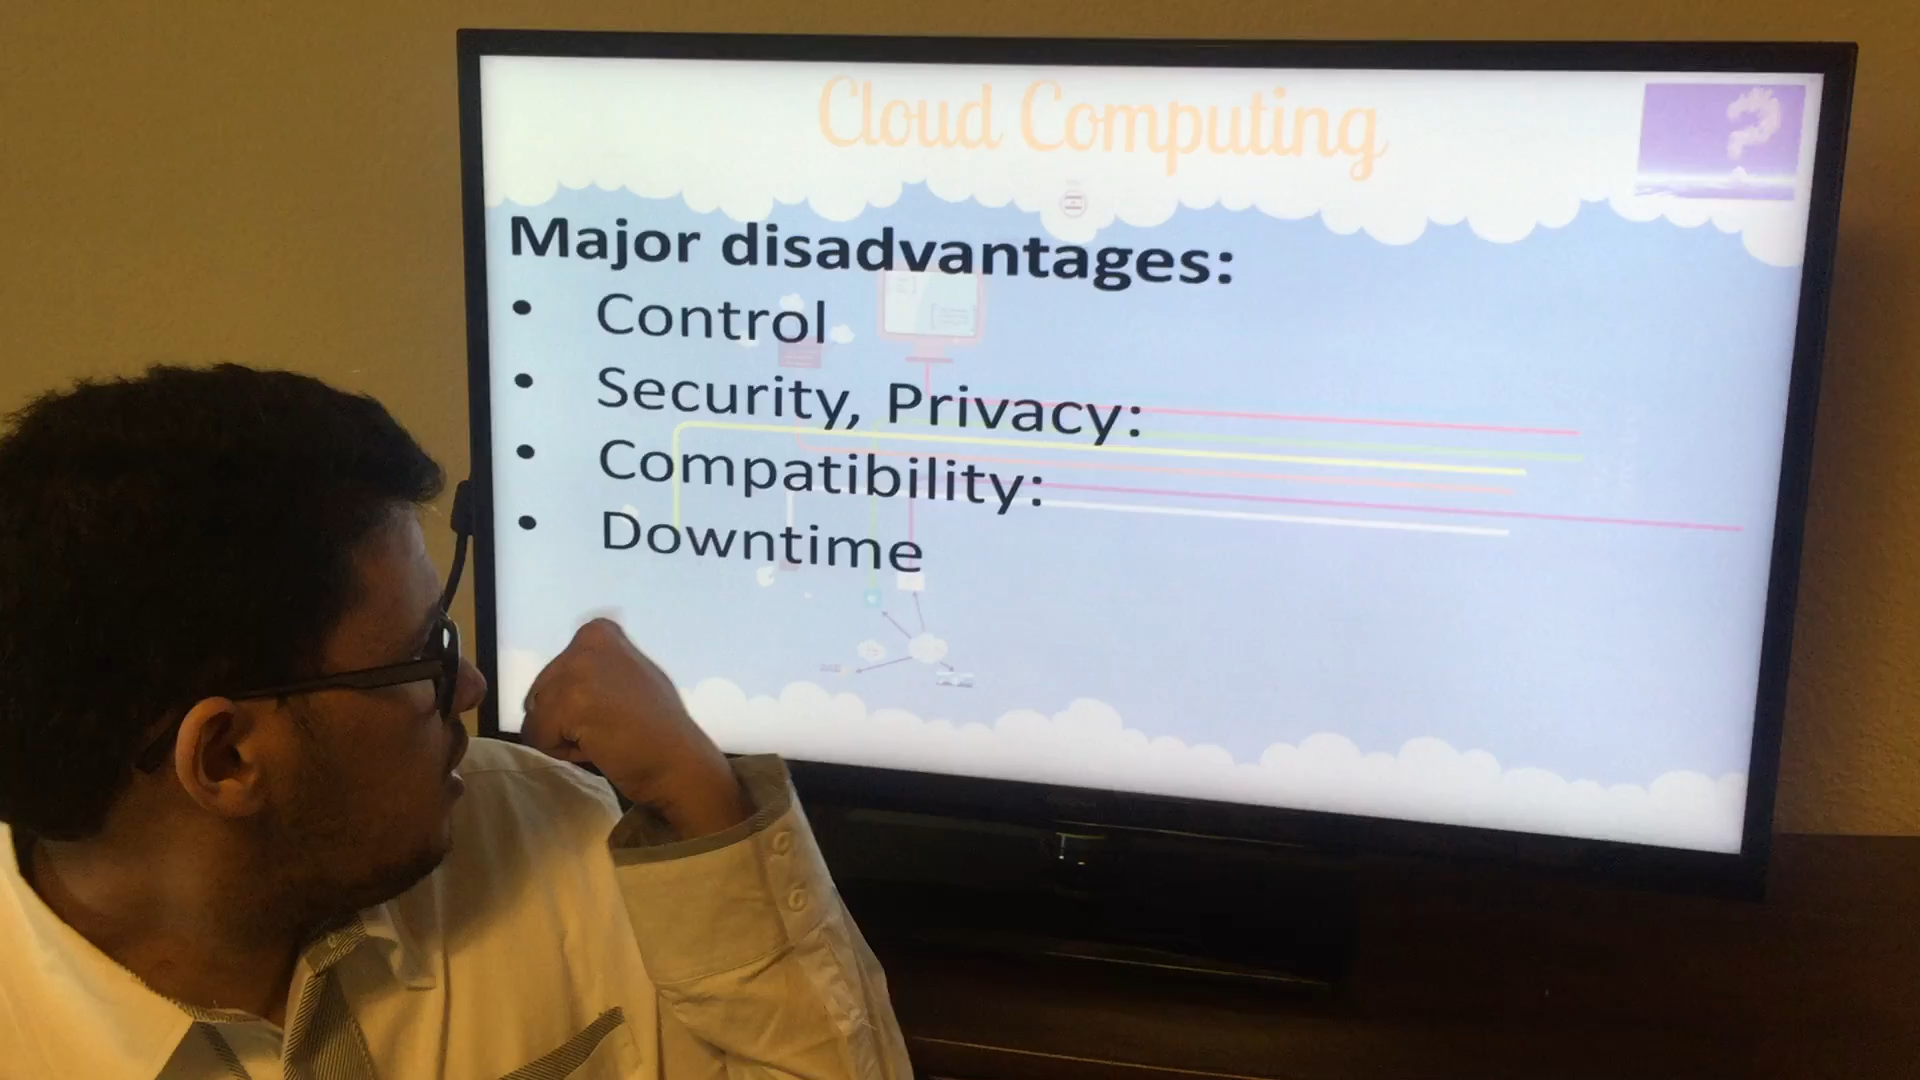 Cloud Computing
?
Major disadvantages:
• Control
• Security, Privacy:
• Compatibility:
• Downtime